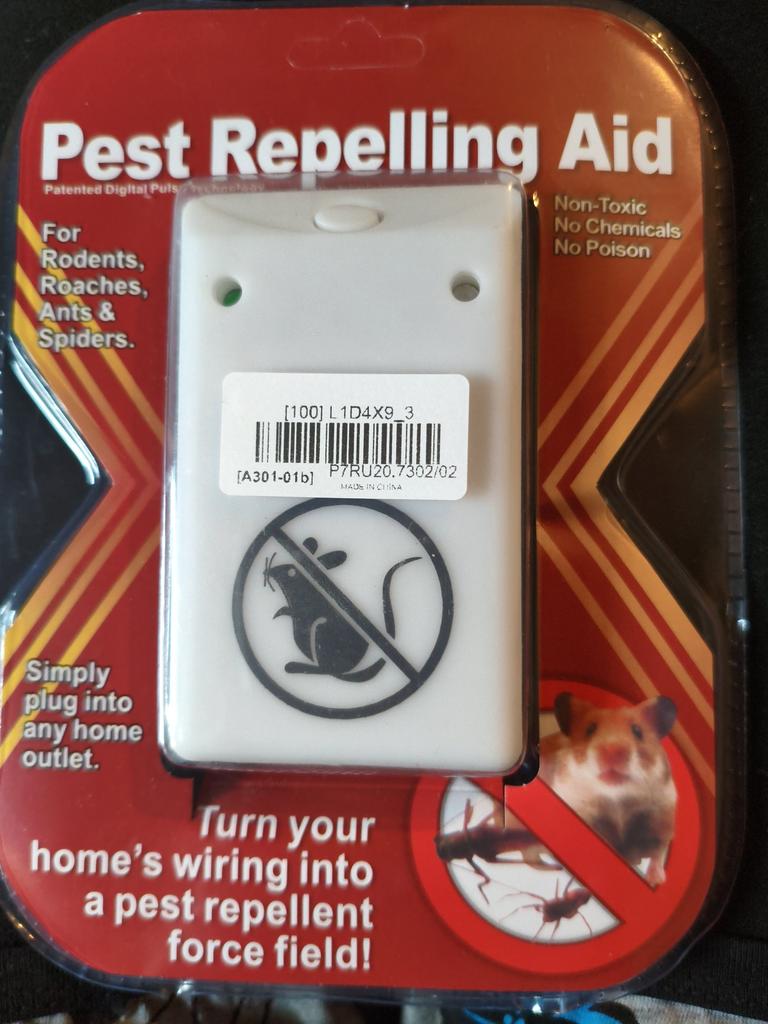 Pest Repelling Aid
Patented Digital Pulse Technology
For
Rodents,
Roaches,
Ants &
Spiders.
Non-Toxic
No Chemicals
No Poison
[100] L1D4X9_3
[A301-01b] P7RU20.7302/02
MADE IN CHINA
Simply
plug into
any home
outlet.
Turn your
home's wiring into
a pest repellent
force field!